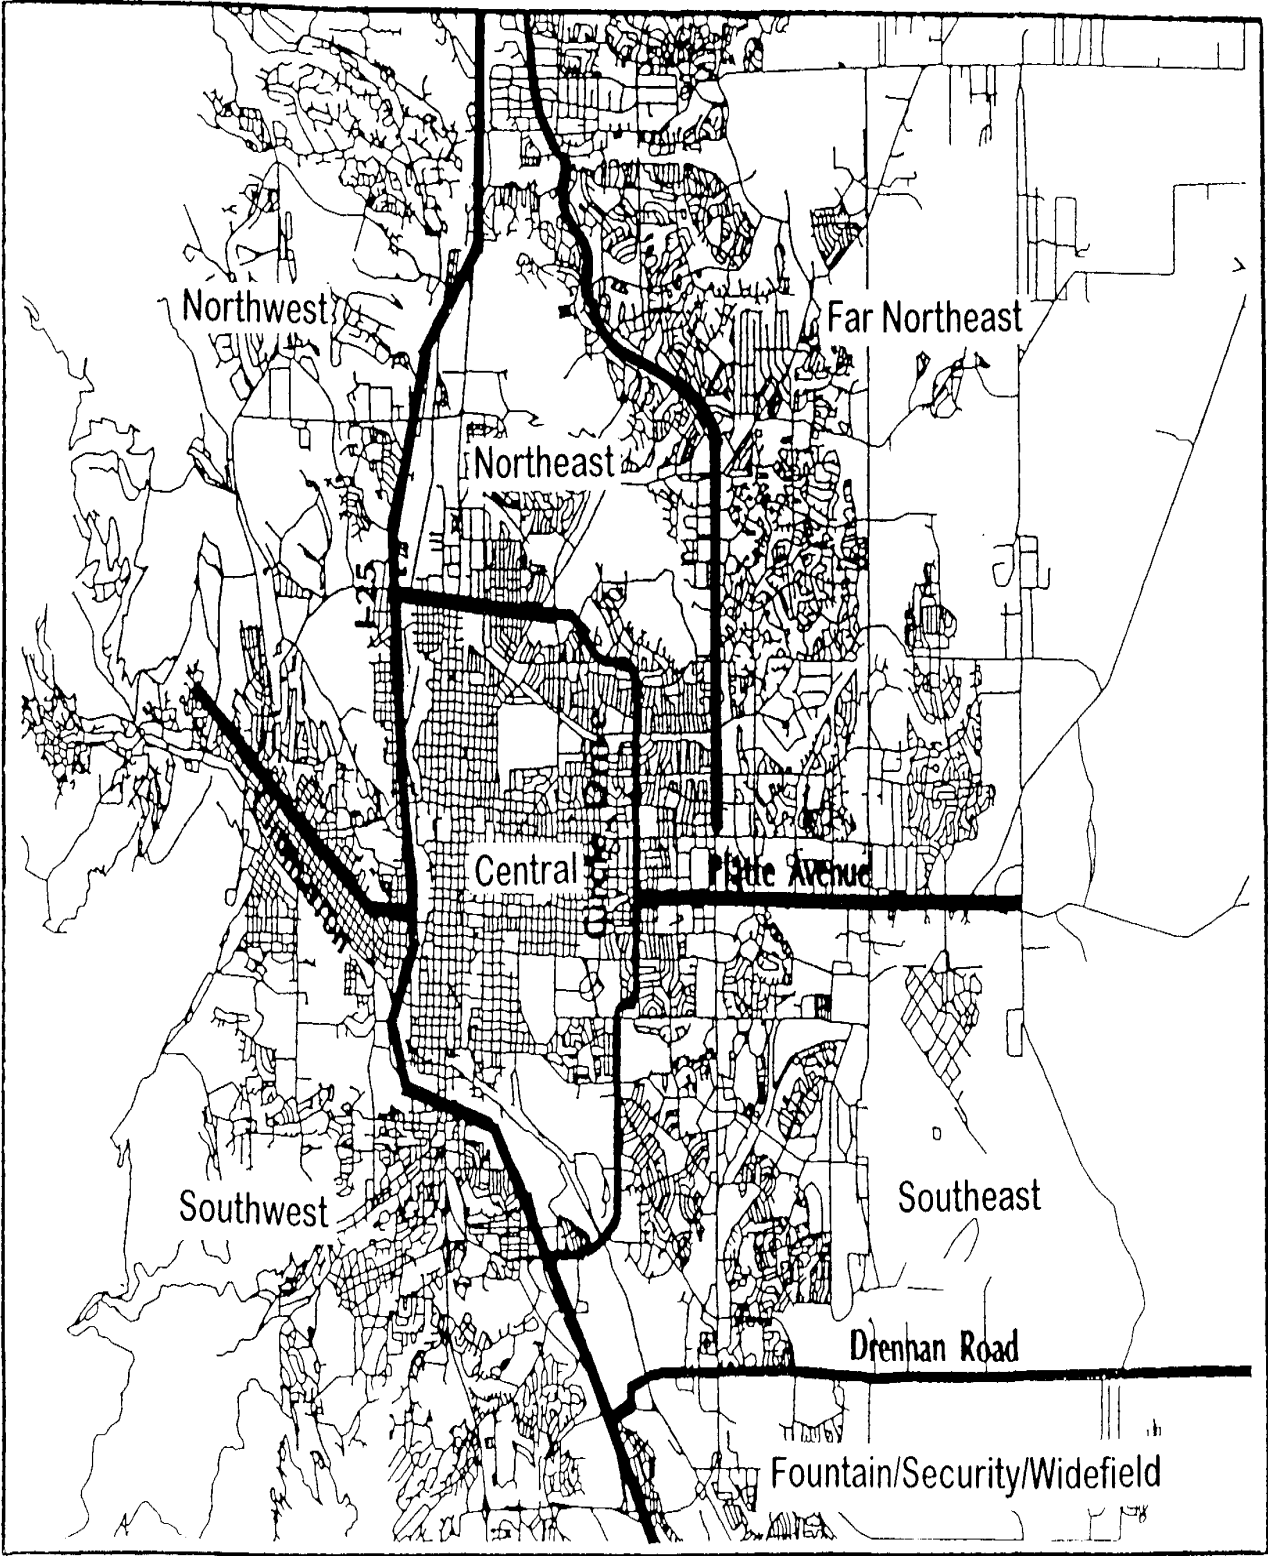 Northwest
Far Northeast
Northeast
I-25
Central
Platte Avenue
Southwest
Southeast
Drennan Road
Fountain/Security/Widefield